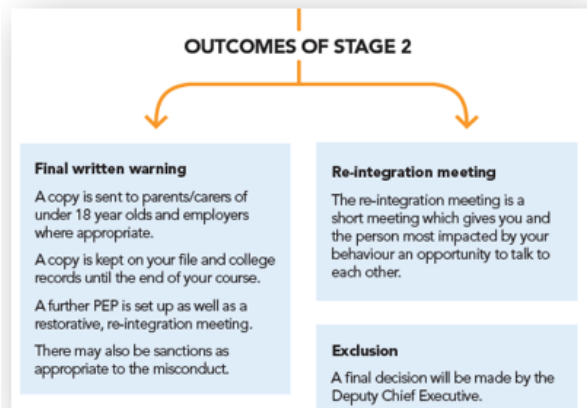 OUTCOMES OF STAGE 2
Final written warning
A copy is sent to parents/carers of
under 18 year olds and employers
where appropriate.
A copy is kept on your file and college
records until the end of your course.
A further PEP is set up as well as a
restorative, re-integration meeting.
There may also be sanctions as
appropriate to the misconduct.
Re-integration meeting
The re-integration meeting is a
short meeting which gives you and
the person most impacted by your
behaviour an opportunity to talk to
each other.
Exclusion
A final decision will be made by the
Deputy Chief Executive.